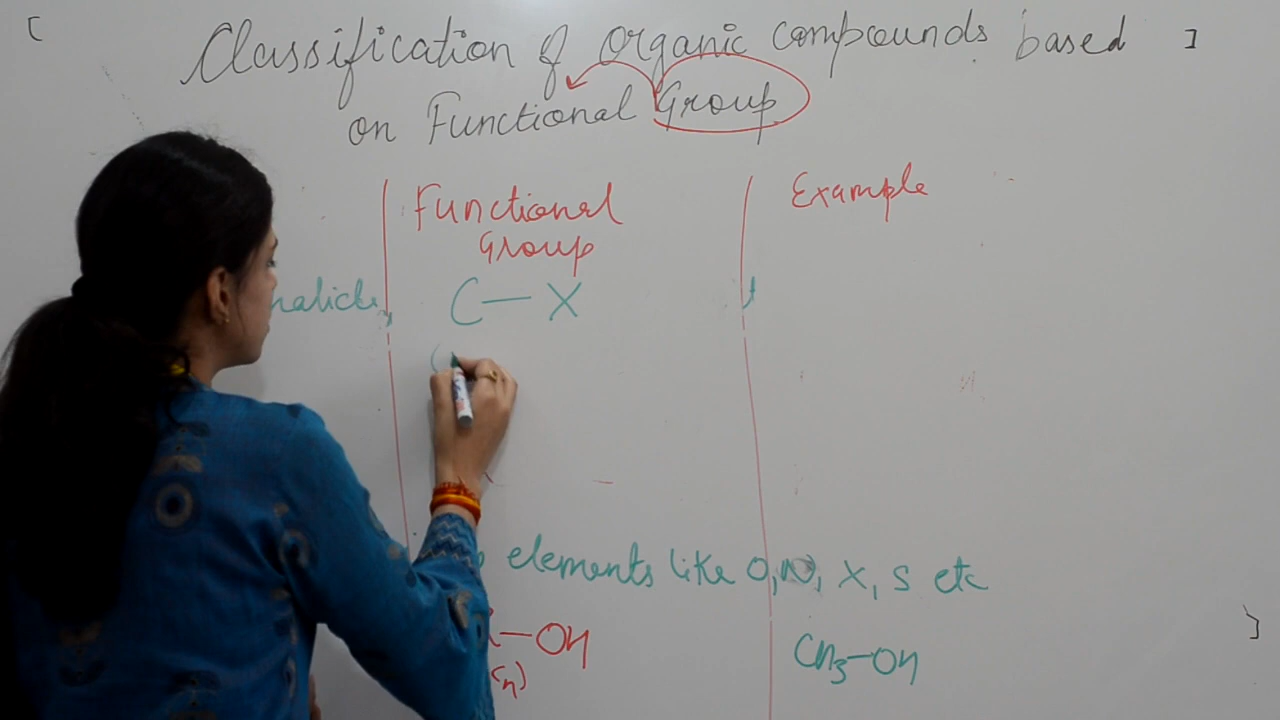 [ Classification of Organic Compounds based ]
on Functional Group
Functional Group
Example
C—X
elements like O, N, X, S etc
—OH
CH3—OH
}